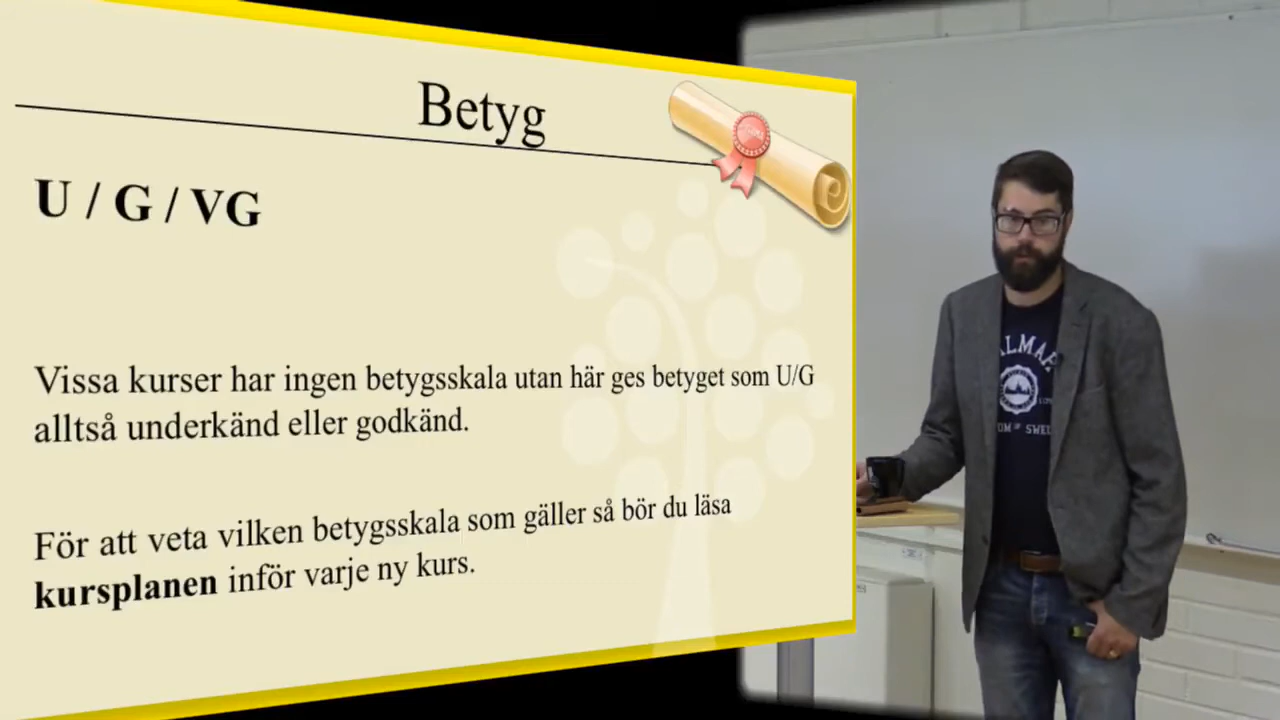 Betyg
U / G / VG
Vissa kurser har ingen betygsskala utan här ges betyget som U/G
alltså underkänd eller godkänd.
För att veta vilken betygsskala som gäller så bör du läsa
kursplanen inför varje ny kurs.